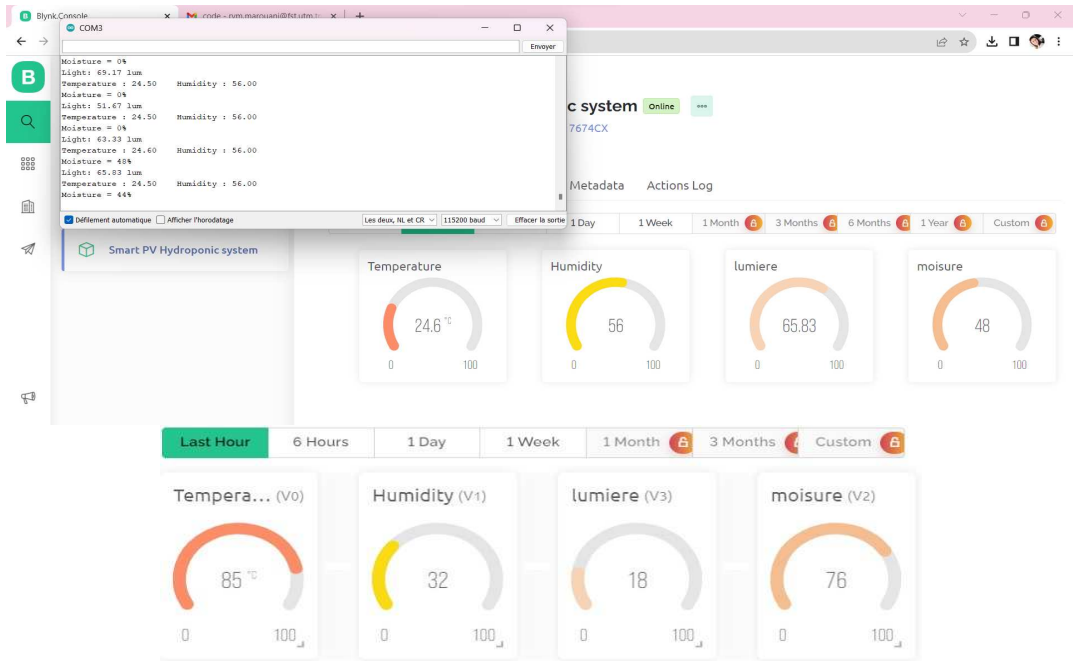 Blynk.Console
code - rym.marouani@fst.utm.t
COM3
Envoyer
Moisture = 0%
Light: 69.17 lum
Temperature : 24.50 Humidity : 56.00
Moisture = 0%
Light: 51.67 lum
Temperature : 24.50 Humidity : 56.00
Moisture = 0%
Light: 63.33 lum
Temperature : 24.60 Humidity : 56.00
Moisture = 48%
Light: 65.83 lum
Temperature : 24.50 Humidity : 56.00
Moisture = 44%
Défilement automatique Afficher l'horodatage Les deux, NL et CR 115200 baud Effacer la sortie
B
c system Online
7674CX
Metadata Actions Log
1 Day 1 Week 1 Month 3 Months 6 Months 1 Year Custom
Smart PV Hydroponic system
Temperature Humidity lumiere moisure
24.6 °C 56 65.83 48
0 100 0 100 0 100 0 100
Last Hour 6 Hours 1 Day 1 Week 1 Month 3 Months Custom
Tempera... (V0) Humidity (V1) lumiere (V3) moisure (V2)
85 °C 32 18 76
0 100 0 100 0 100 0 100